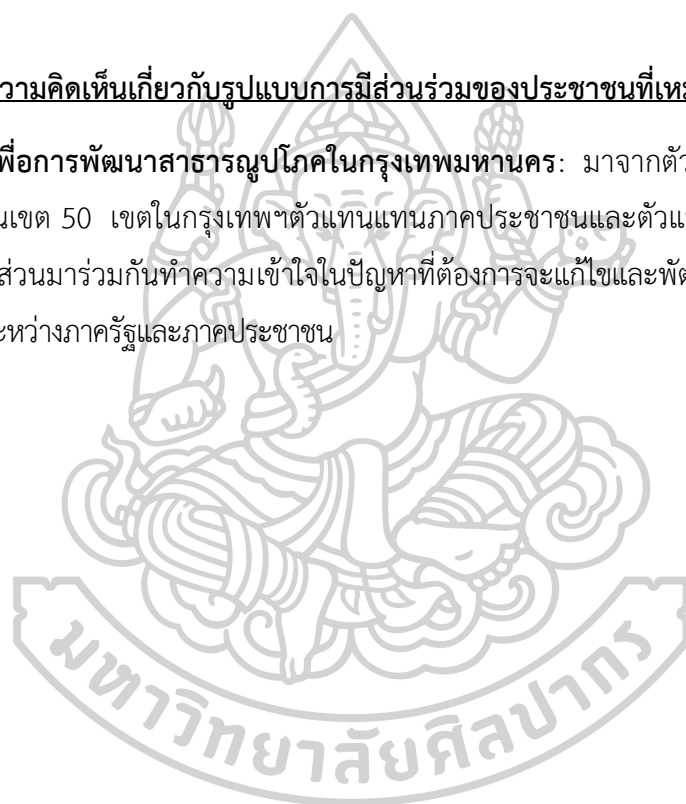 วามคิดเห็นเกี่ยวกับรูปแบบการมีส่วนร่วมของประชาชนที่เหม
พื่อการพัฒนาสาธารณูปโภคในกรุงเทพมหานคร: มาจากตัว
นเขต 50 เขตในกรุงเทพฯตัวแทนแทนภาคประชาชนและตัวแ
ส่วนมาร่วมกันทำความเข้าใจในปัญหาที่ต้องการจะแก้ไขและพัต
ะหว่างภาครัฐและภาคประชาชน
มหาวิทยาลัยศิลปากร